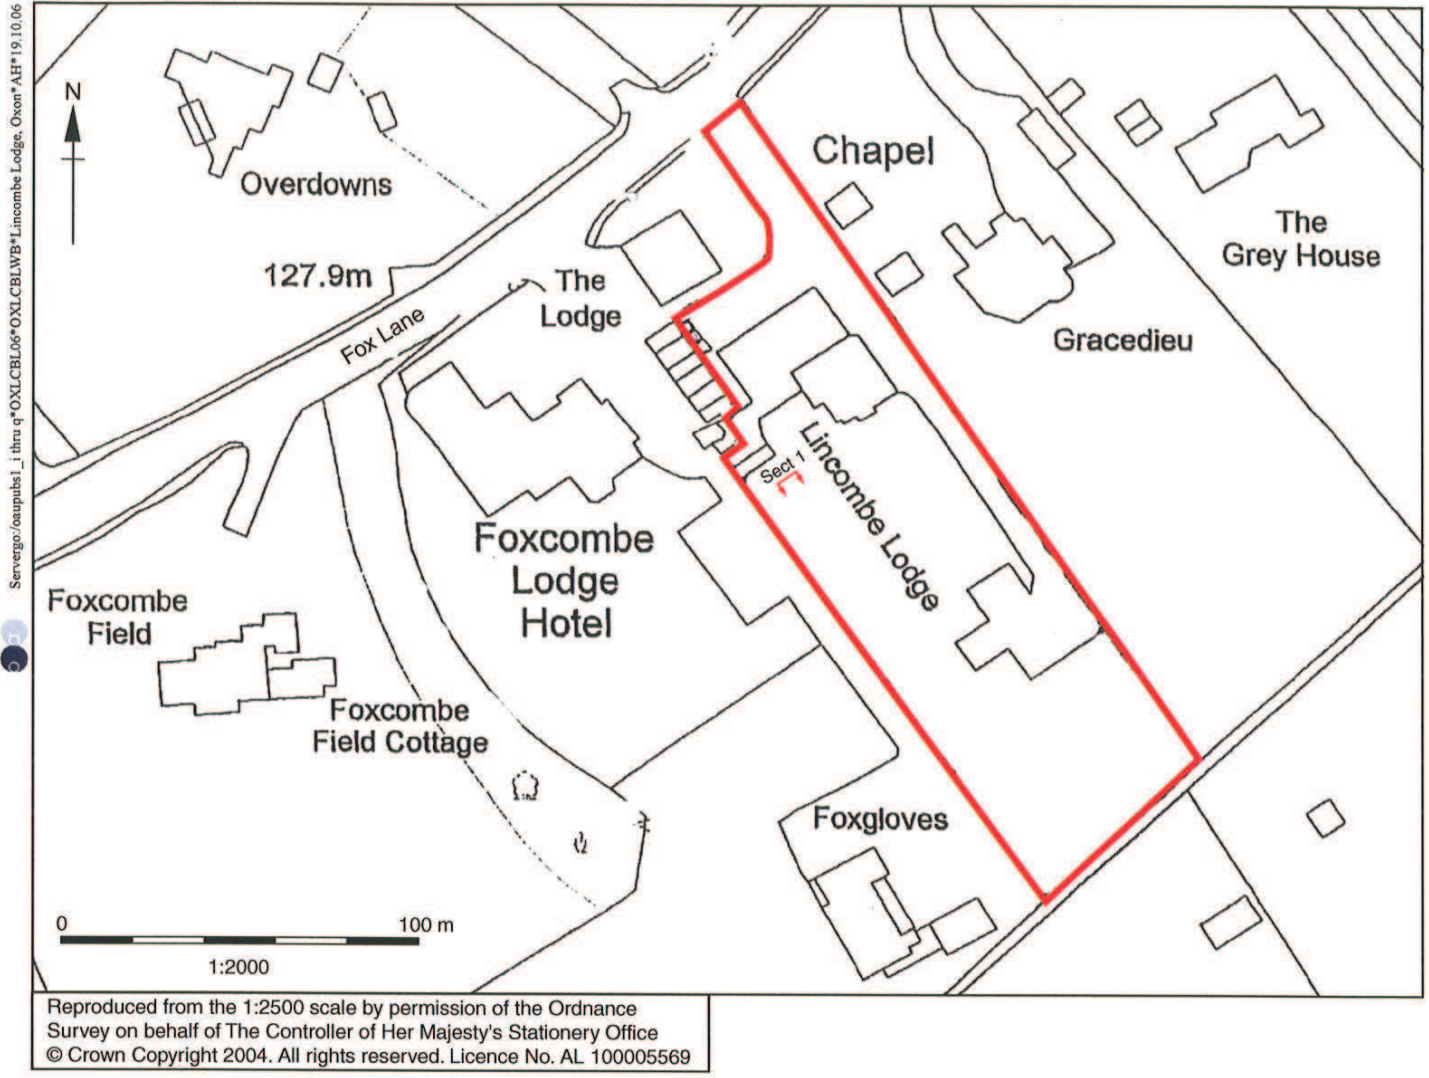 Servergo:/oaupubs1_i thru q*OXLCBL06*OXLCBLWB*Lincombe Lodge, Oxon*AH*19.10.06
N
Overdowns
127.9m
Fox Lane
The
Lodge
Chapel
The
Grey House
Gracedieu
Sect 1
Lincombe Lodge
Foxcombe
Lodge
Hotel
Foxcombe
Field
Foxcombe
Field Cottage
Foxgloves
0
100 m
1:2000
Reproduced from the 1:2500 scale by permission of the Ordnance
Survey on behalf of The Controller of Her Majesty's Stationery Office
© Crown Copyright 2004. All rights reserved. Licence No. AL 100005569